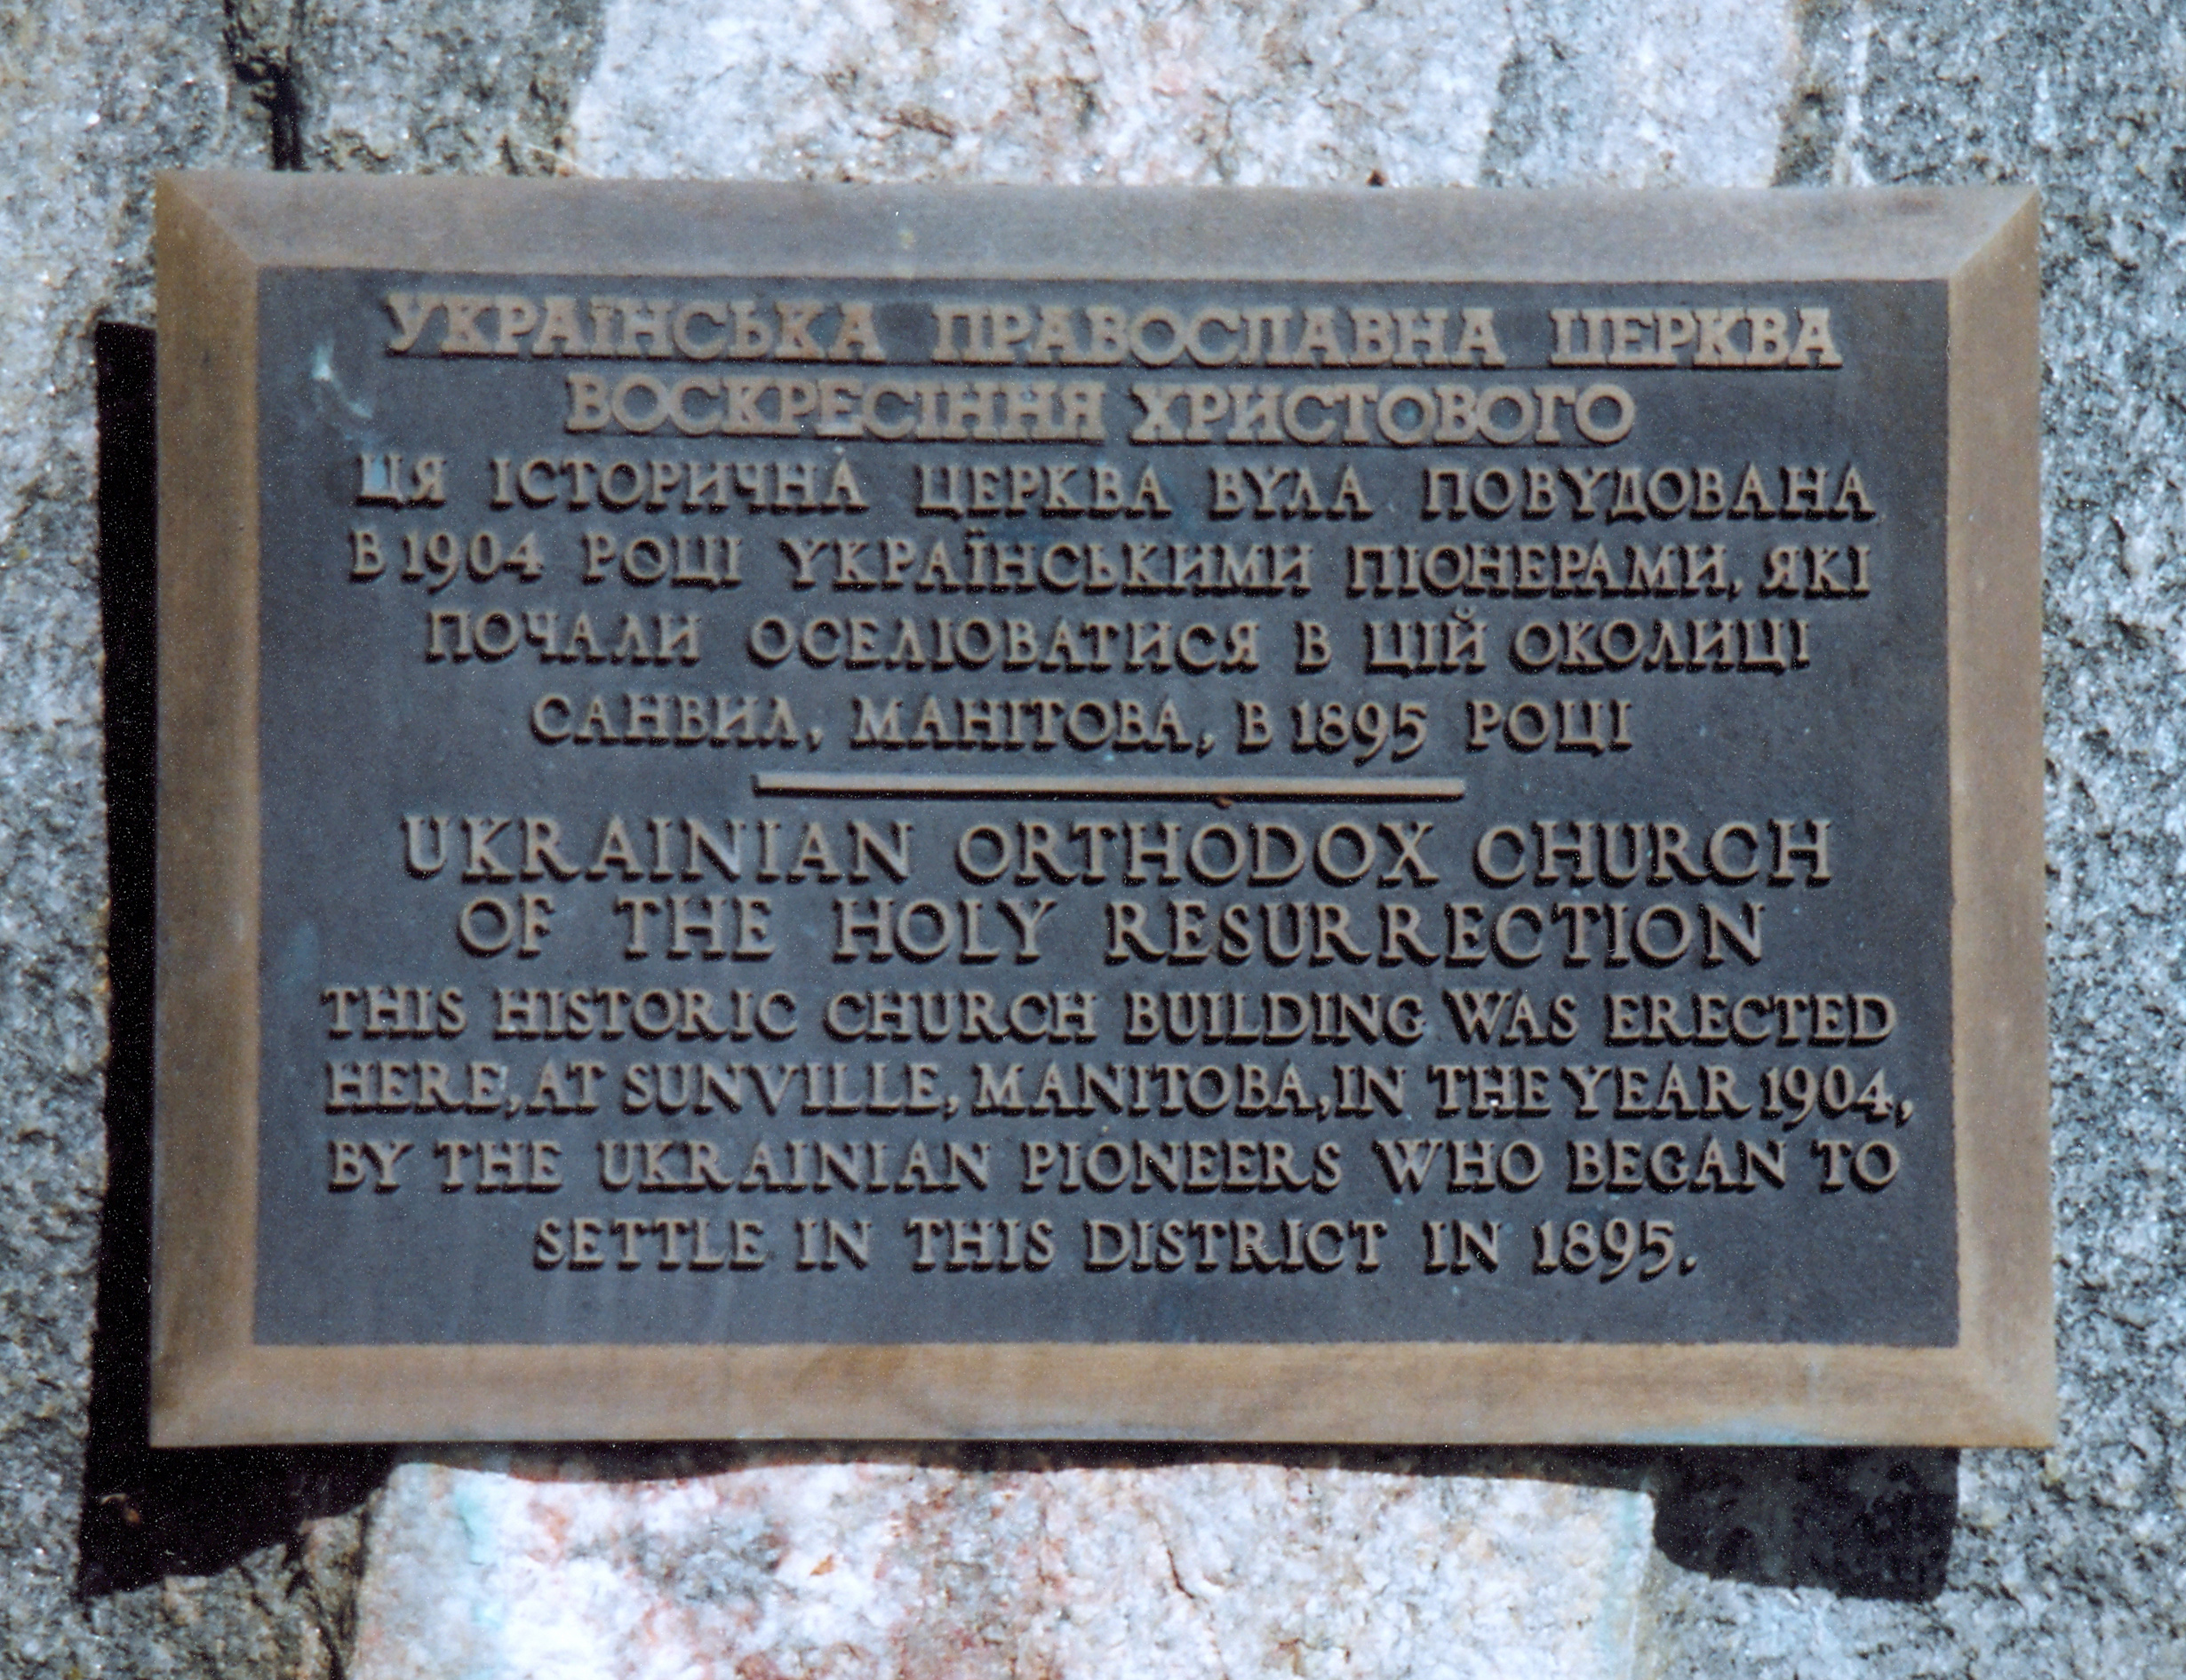 УКРАЇНСЬКА ПРАВОСЛАВНА ЦЕРКВА
ВОСКРЕСІННЯ ХРИСТОВОГО
ЦЯ ІСТОРИЧНА ЦЕРКВА БУЛА ПОБУДОВАНА
В 1904 РОЦІ УКРАЇНСЬКИМИ ПІОНЕРАМИ, ЯКІ
ПОЧАЛИ ОСЕЛЮВАТИСЯ В ЦІЙ ОКОЛИЦІ
САНВИЛ, МАНІТОБА, В 1895 РОЦІ
UKRAINIAN ORTHODOX CHURCH
OF THE HOLY RESURRECTION
THIS HISTORIC CHURCH BUILDING WAS ERECTED
HERE, AT SUNVILLE, MANITOBA, IN THE YEAR 1904,
BY THE UKRAINIAN PIONEERS WHO BEGAN TO
SETTLE IN THIS DISTRICT IN 1895.